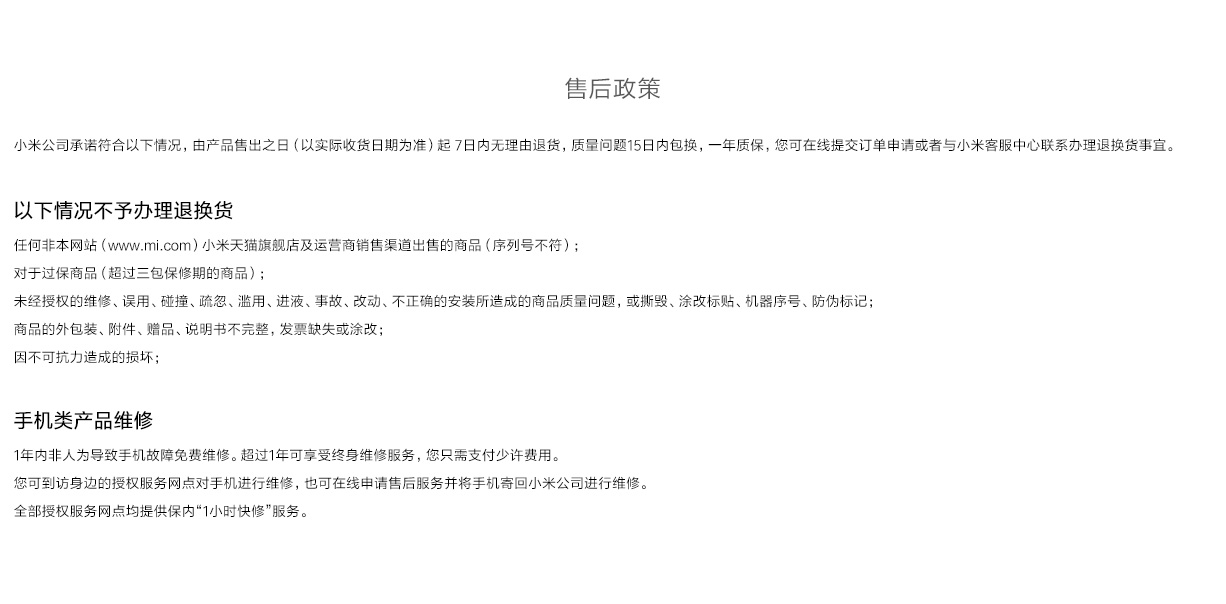 售后政策
小米公司承诺符合以下情况，由产品售出之日（以实际收货日期为准）起 7日内无理由退货，质量问题15日内包换，一年质保，您可在线提交订单申请或者与小米客服中心联系办理退换货事宜。
以下情况不予办理退换货
任何非本网站（www.mi.com）小米天猫旗舰店及运营商销售渠道出售的商品（序列号不符）；
对于过保商品（超过三包保修期的商品）；
未经授权的维修、误用、碰撞、疏忽、滥用、进液、事故、改动、不正确的安装所造成的商品质量问题，或撕毁、涂改标贴、机器序号、防伪标记；
商品的外包装、附件、赠品、说明书不完整，发票缺失或涂改；
因不可抗力造成的损坏；
手机类产品维修
1年内非人为导致手机故障免费维修。超过1年可享受终身维修服务，您只需支付少许费用。
您可到访身边的授权服务网点对手机进行维修，也可在线申请售后服务并将手机寄回小米公司进行维修。
全部授权服务网点均提供保内“1小时快修”服务。